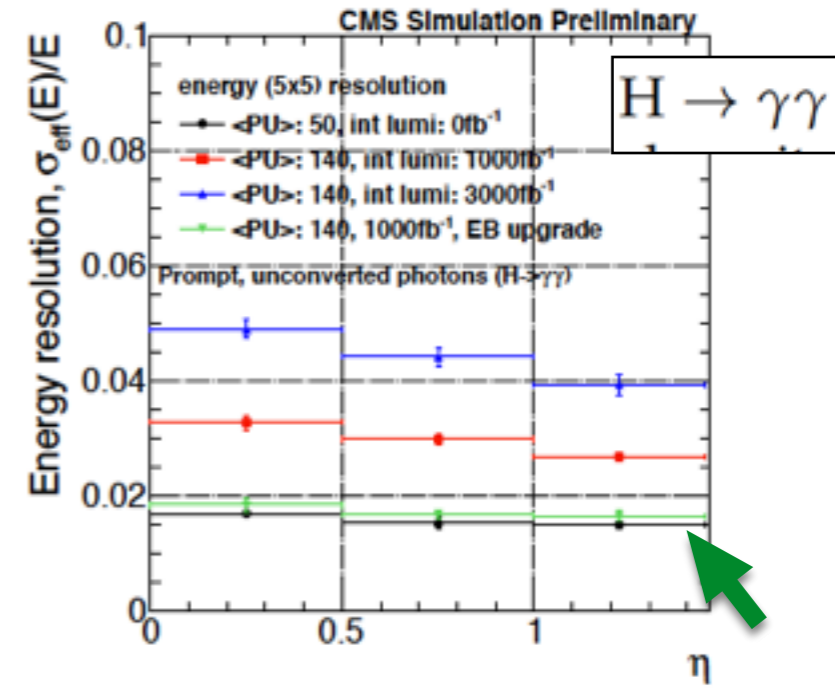 CMS Simulation Preliminary
H → γγ
energy (5x5) resolution
<PU>: 50, int lumi: 0fb⁻¹
<PU>: 140, int lumi: 1000fb⁻¹
<PU>: 140, int lumi: 3000fb⁻¹
<PU>: 140, 1000fb⁻¹, EB upgrade
Prompt, unconverted photons (H->γγ)
Energy resolution, σeff(E)/E
0.1
0.08
0.06
0.04
0.02
0
0 0.5 1
η